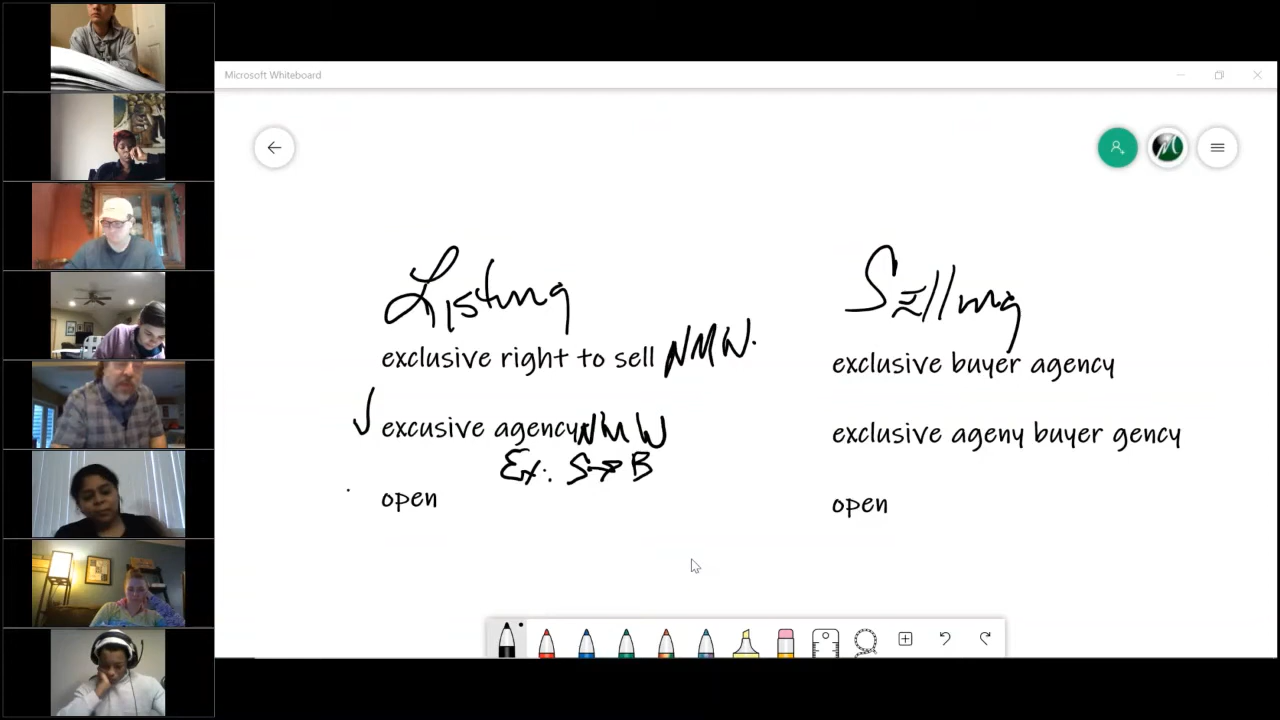 Microsoft Whiteboard
Listing
exclusive right to sell NMW.
excusive agency NMW
Ex: S→B
open
Selling
exclusive buyer agency
exclusive ageny buyer gency
open